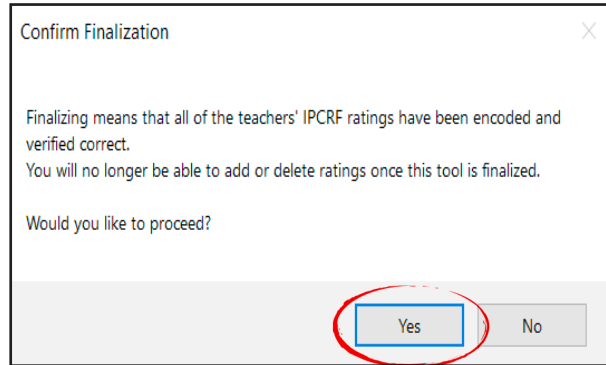 Confirm Finalization
Finalizing means that all of the teachers' IPCRF ratings have been encoded and
verified correct.
You will no longer be able to add or delete ratings once this tool is finalized.
Would you like to proceed?
Yes
No